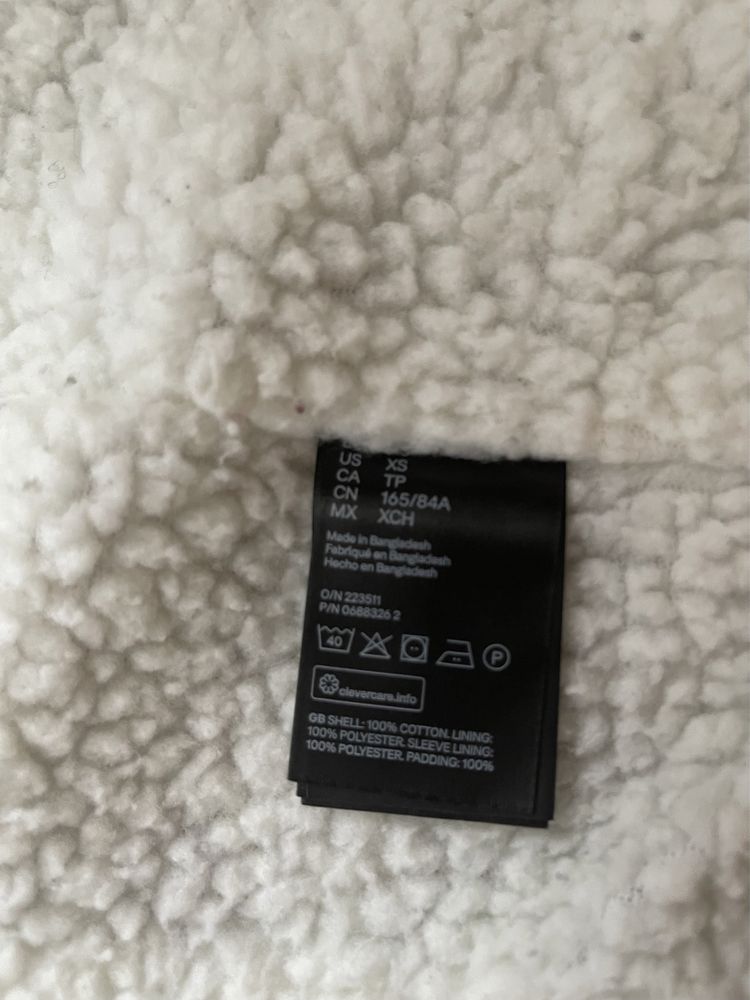 US XS
CA TP
CN 165/84A
MX XCH
Made in Bangladesh
Fabriqué en Bangladesh
Hecho en Bangladesh
O/N 223511
P/N 0688326 2
40
P
clevercare.info
GB SHELL: 100% COTTON. LINING:
100% POLYESTER. SLEEVE LINING:
100% POLYESTER. PADDING: 100%